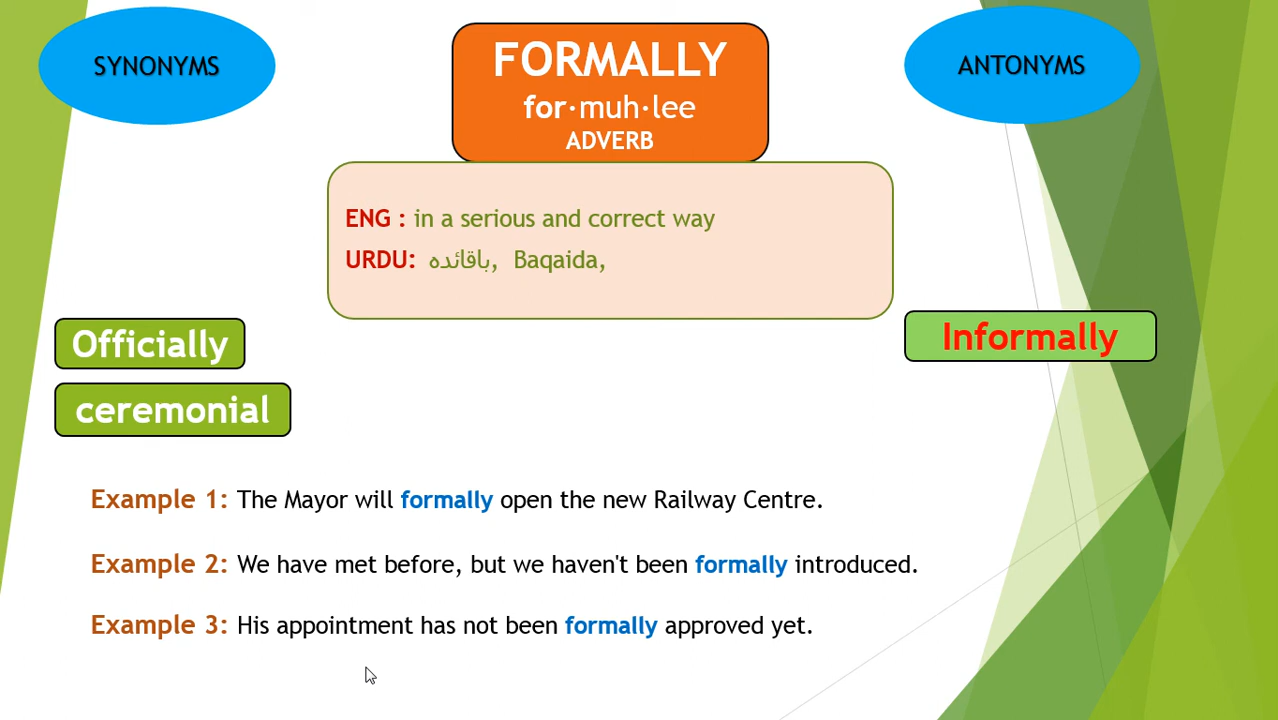 SYNONYMS
FORMALLY
for·muh·lee
ADVERB
ANTONYMS
ENG : in a serious and correct way
URDU: باقائدہ, Baqaida,
Officially
ceremonial
Informally
Example 1: The Mayor will formally open the new Railway Centre.
Example 2: We have met before, but we haven't been formally introduced.
Example 3: His appointment has not been formally approved yet.